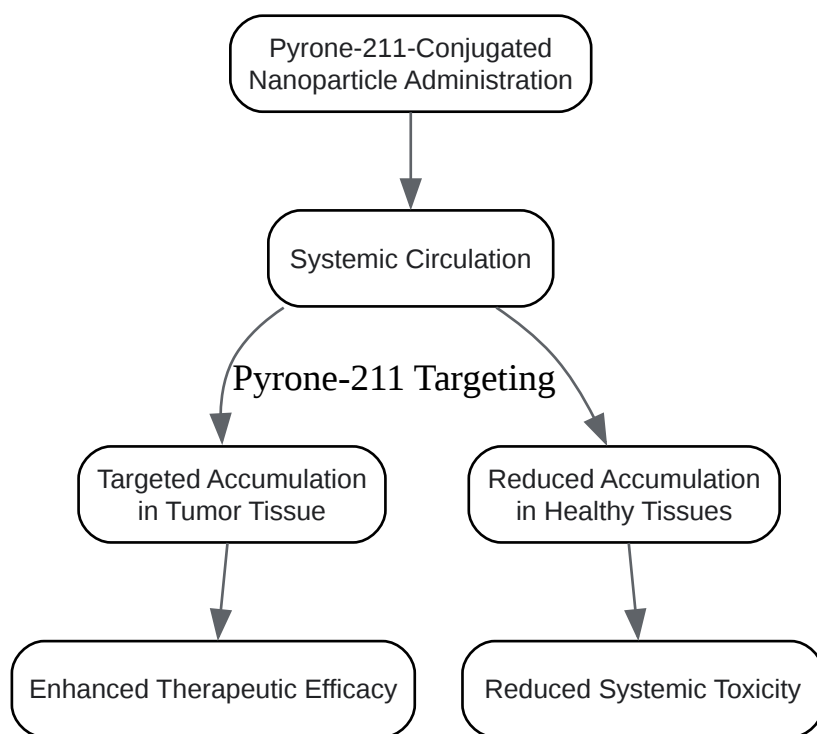 Pyrone-211-Conjugated
Nanoparticle Administration
Systemic Circulation
Pyrone-211 Targeting
Targeted Accumulation
in Tumor Tissue
Reduced Accumulation
in Healthy Tissues
Enhanced Therapeutic Efficacy
Reduced Systemic Toxicity